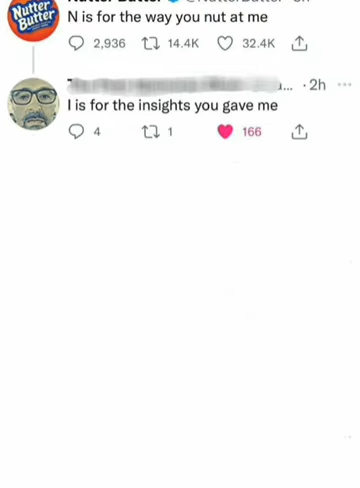 Nutter
Butter
N is for the way you nut at me
2,936 14.4K 32.4K
... · 2h ...
I is for the insights you gave me
4 1 166